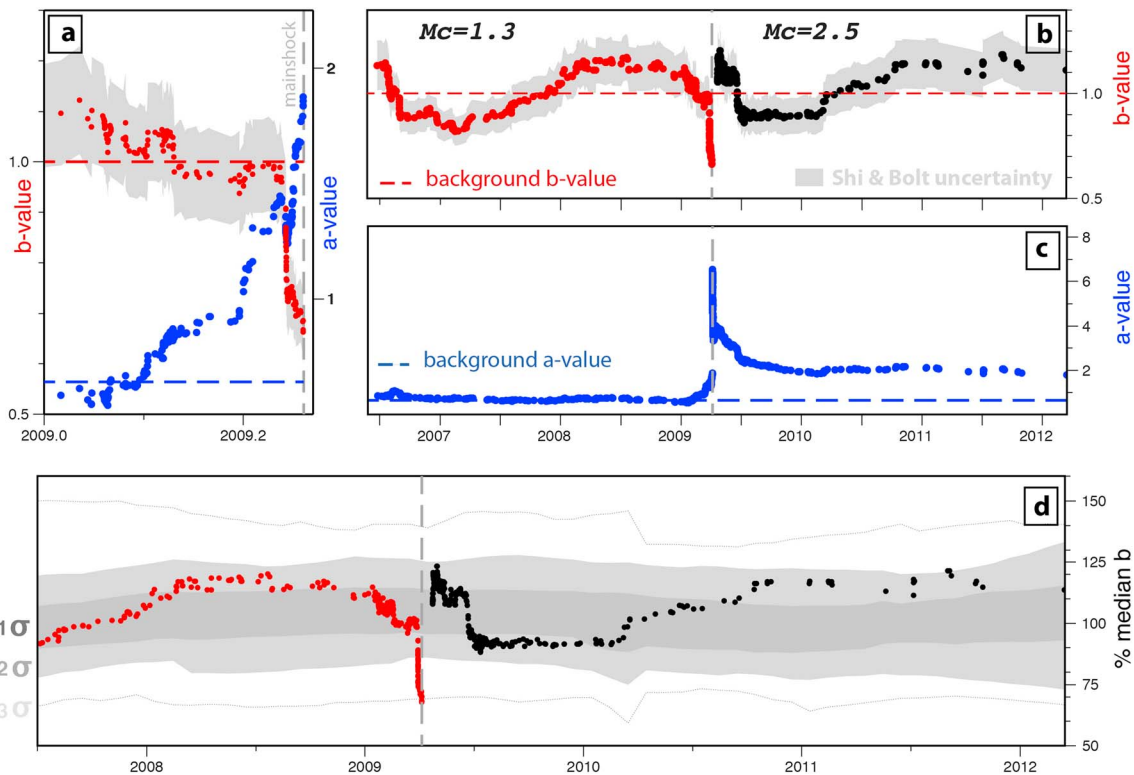 a
mainshock
b-value
1.0
0.5
2009.0
2009.2
a-value
2
1
Mc=1.3
Mc=2.5
b
background b-value
Shi & Bolt uncertainty
1.0
0.5
b-value
c
background a-value
8
6
4
2
a-value
2007
2008
2009
2010
2011
2012
d
1σ
2σ
3σ
150
125
100
75
50
% median b
2008
2009
2010
2011
2012